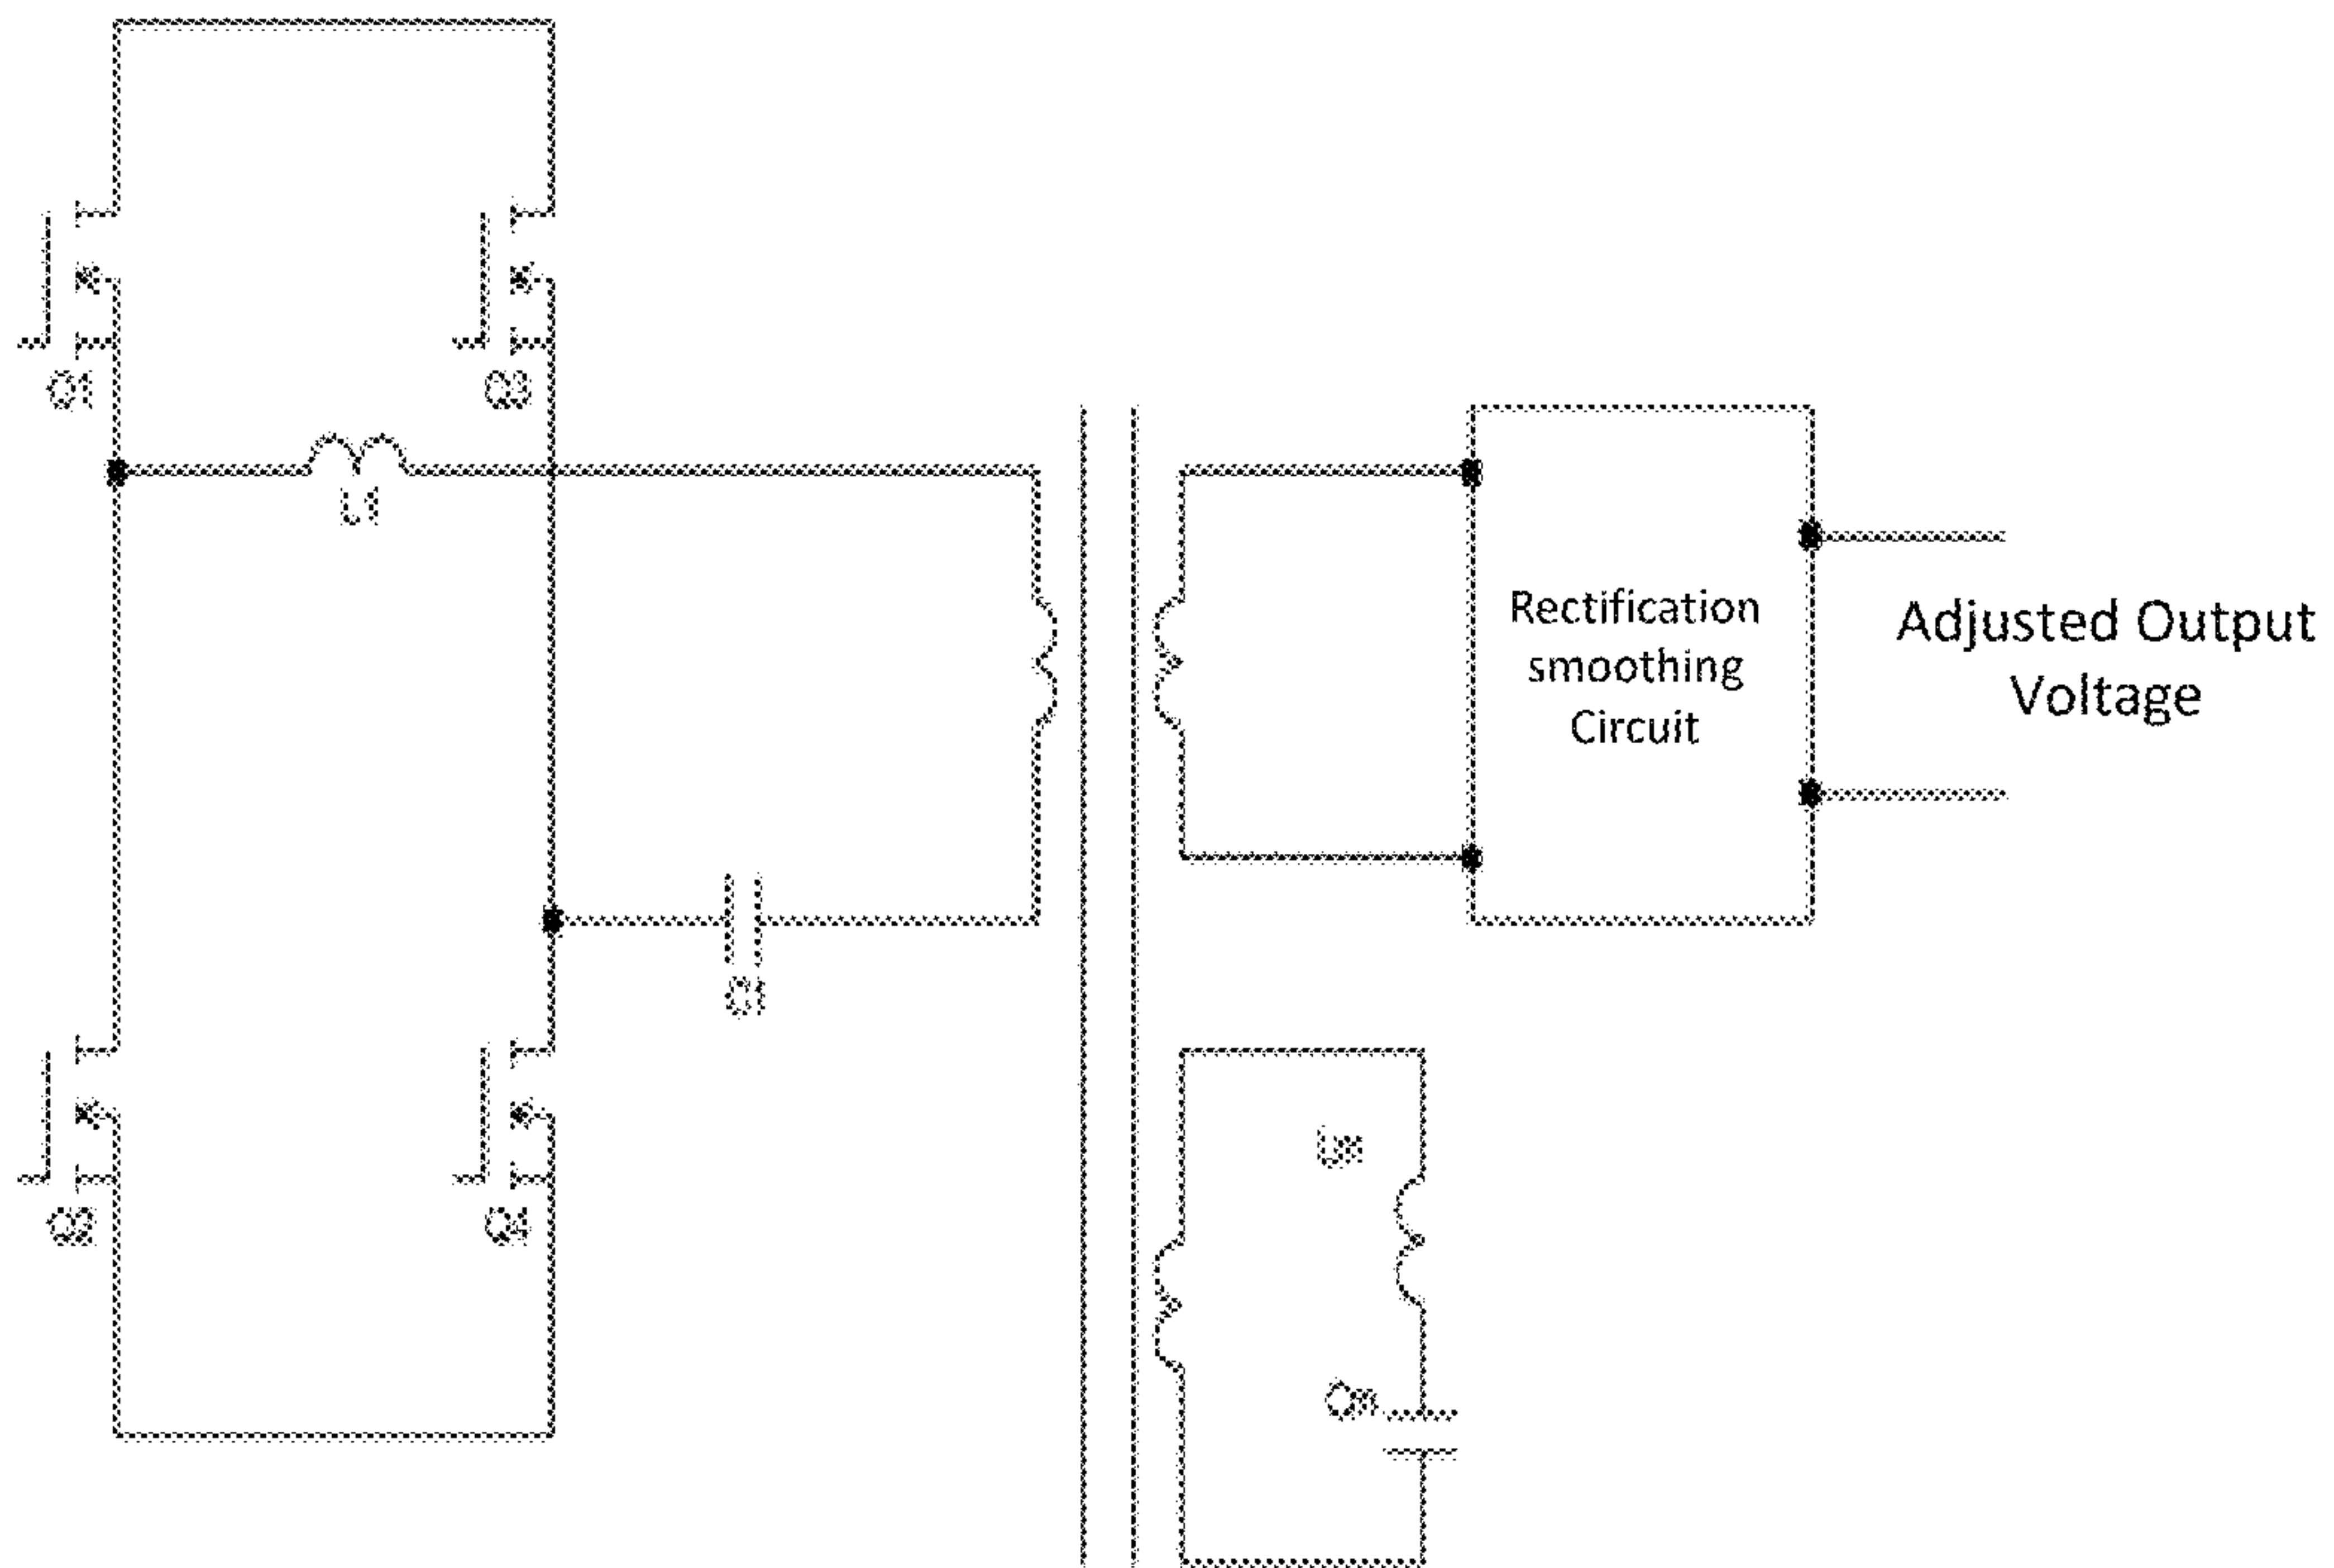 Q1
Q3
L1
Rectification
smoothing
Circuit
Adjusted Output
Voltage
C1
Q2
Q4